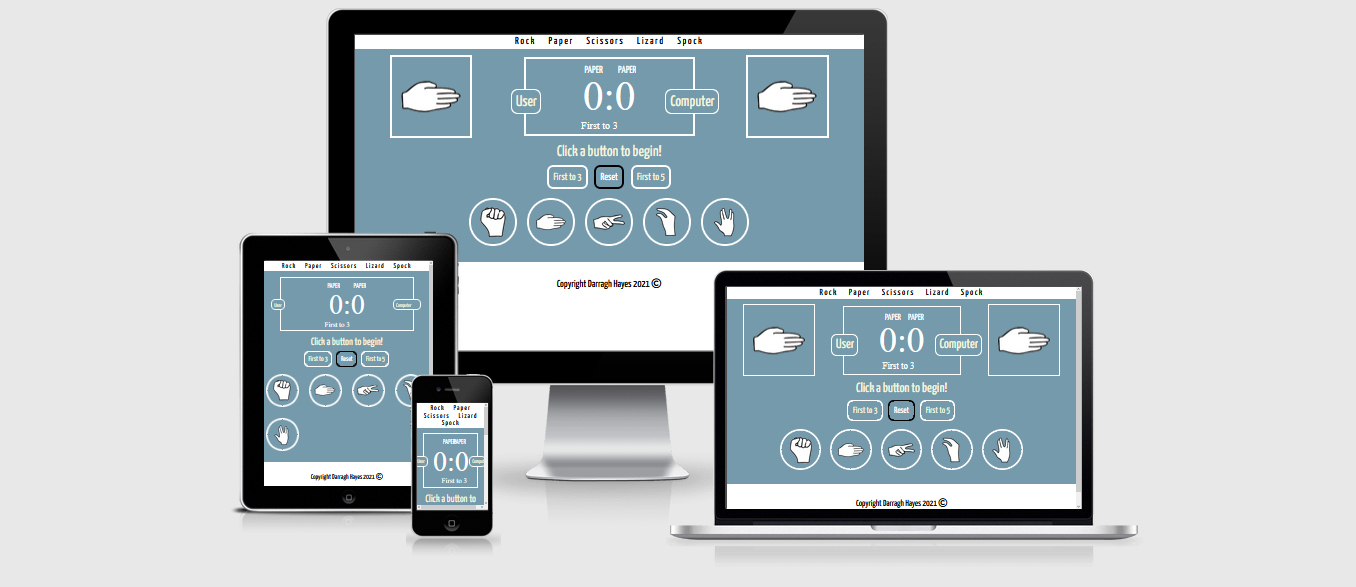 Rock Paper Scissors Lizard Spock
PAPER PAPER
User 0:0 Computer
First to 3
Click a button to begin!
First to 3 Reset First to 5
Copyright Darragh Hayes 2021 ©
Rock Paper Scissors Lizard Spock
PAPER PAPER
User 0:0 Computer
First to 3
Click a button to begin!
First to 3 Reset First to 5
Copyright Darragh Hayes 2021 ©
Rock Paper
Scissors Lizard
Spock
PAPERPAPER
User 0:0 Compu
First to 3
Click a button to
Rock Paper Scissors Lizard Spock
PAPER PAPER
User 0:0 Computer
First to 3
Click a button to begin!
First to 3 Reset First to 5
Copyright Darragh Hayes 2021 ©